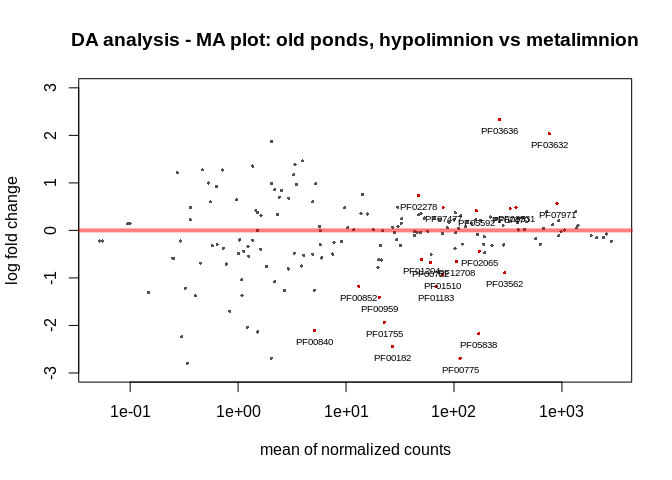 DA analysis - MA plot: old ponds, hypolimnion vs metalimnion
log fold change
3
2
1
0
-1
-2
-3
PF03636
PF03632
PF02278
PF07971
PF02065
PF12708
PF03562
PF01510
PF00852
PF01183
PF00959
PF01755
PF00840
PF05838
PF00182
PF00775
1e-01
1e+00
1e+01
1e+02
1e+03
mean of normalized counts